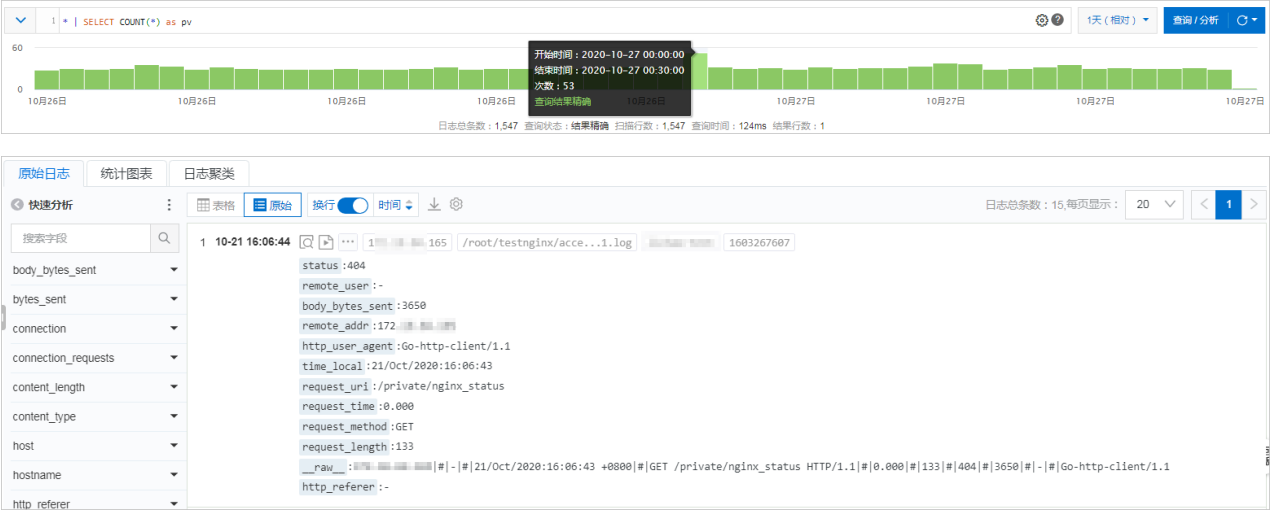 1 * | SELECT COUNT(*) as pv
1天（相对） 查询 / 分析
60
0
开始时间：2020-10-27 00:00:00
结束时间：2020-10-27 00:30:00
次数：53
查询结果精确
10月26日 10月26日 10月26日 10月26日 10月26日 10月27日 10月27日 10月27日 10月27日
日志总条数：1,547 查询状态：结果精确 扫描行数：1,547 查询时间：124ms 结果行数：1
原始日志 统计图表 日志聚类
快速分析 表格 原始 换行 时间 日志总条数：15,每页显示： 20 1
搜索字段
body_bytes_sent
bytes_sent
connection
connection_requests
content_length
content_type
host
hostname
http_referer
1 10-21 16:06:44 165 /root/testnginx/acce...1.log 1603267607
status :404
remote_user :-
body_bytes_sent :3650
remote_addr :172.
http_user_agent :Go-http-client/1.1
time_local :21/Oct/2020:16:06:43
request_uri :/private/nginx_status
request_time :0.000
request_method :GET
request_length :133
__raw__ : |#|-|#|21/Oct/2020:16:06:43 +0800|#|GET /private/nginx_status HTTP/1.1|#|0.000|#|133|#|404|#|3650|#|-|#|Go-http-client/1.1
http_referer :-